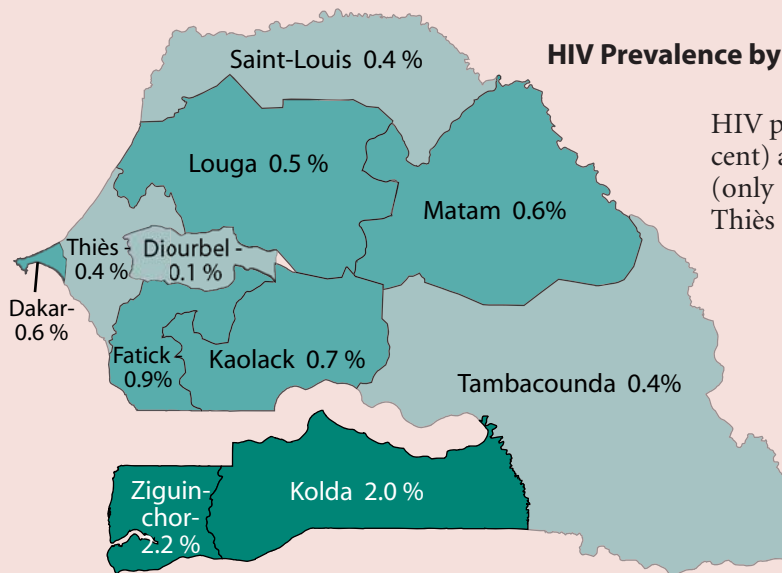 HIV Prevalence by
HIV p
cent) a
(only
Thiès
Saint-Louis 0.4 %
Louga 0.5 %
Matam 0.6%
Thiès -
0.4 %
Diourbel -
0.1 %
Dakar-
0.6 %
Fatick -
0.9%
Kaolack 0.7 %
Tambacounda 0.4%
Ziguin-
chor-
2.2 %
Kolda 2.0 %